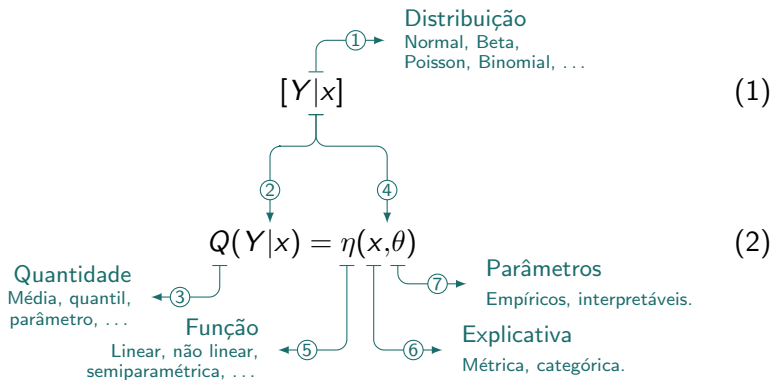 Distribuição
Normal, Beta,
Poisson, Binomial, ...
①
[Y|x] (1)
② ④
Q(Y|x) = η(x,θ) (2)
Quantidade
Média, quantil,
parâmetro, ...
③
Parâmetros
Empíricos, interpretáveis.
⑦
Função
Linear, não linear,
semiparamétrica, ...
⑤
Explicativa
Métrica, categórica.
⑥